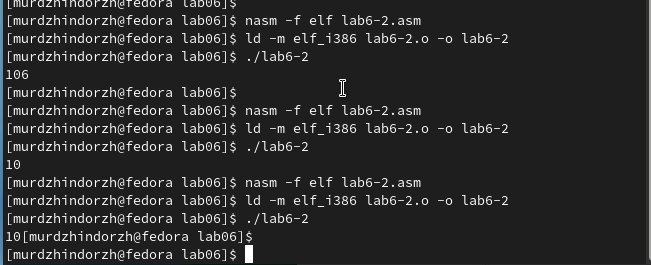 [murdzhindorzh@fedora lab06]$
[murdzhindorzh@fedora lab06]$ nasm -f elf lab6-2.asm
[murdzhindorzh@fedora lab06]$ ld -m elf_i386 lab6-2.o -o lab6-2
[murdzhindorzh@fedora lab06]$ ./lab6-2
106
[murdzhindorzh@fedora lab06]$
[murdzhindorzh@fedora lab06]$ nasm -f elf lab6-2.asm
[murdzhindorzh@fedora lab06]$ ld -m elf_i386 lab6-2.o -o lab6-2
[murdzhindorzh@fedora lab06]$ ./lab6-2
10
[murdzhindorzh@fedora lab06]$ nasm -f elf lab6-2.asm
[murdzhindorzh@fedora lab06]$ ld -m elf_i386 lab6-2.o -o lab6-2
[murdzhindorzh@fedora lab06]$ ./lab6-2
10[murdzhindorzh@fedora lab06]$
[murdzhindorzh@fedora lab06]$